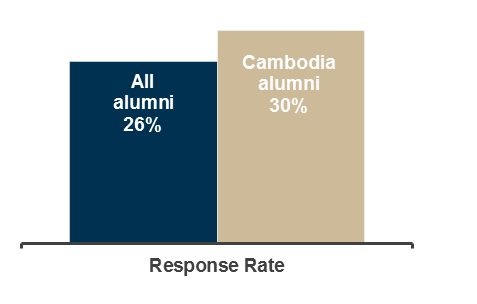 All
alumni
26%
Cambodia
alumni
30%
Response Rate